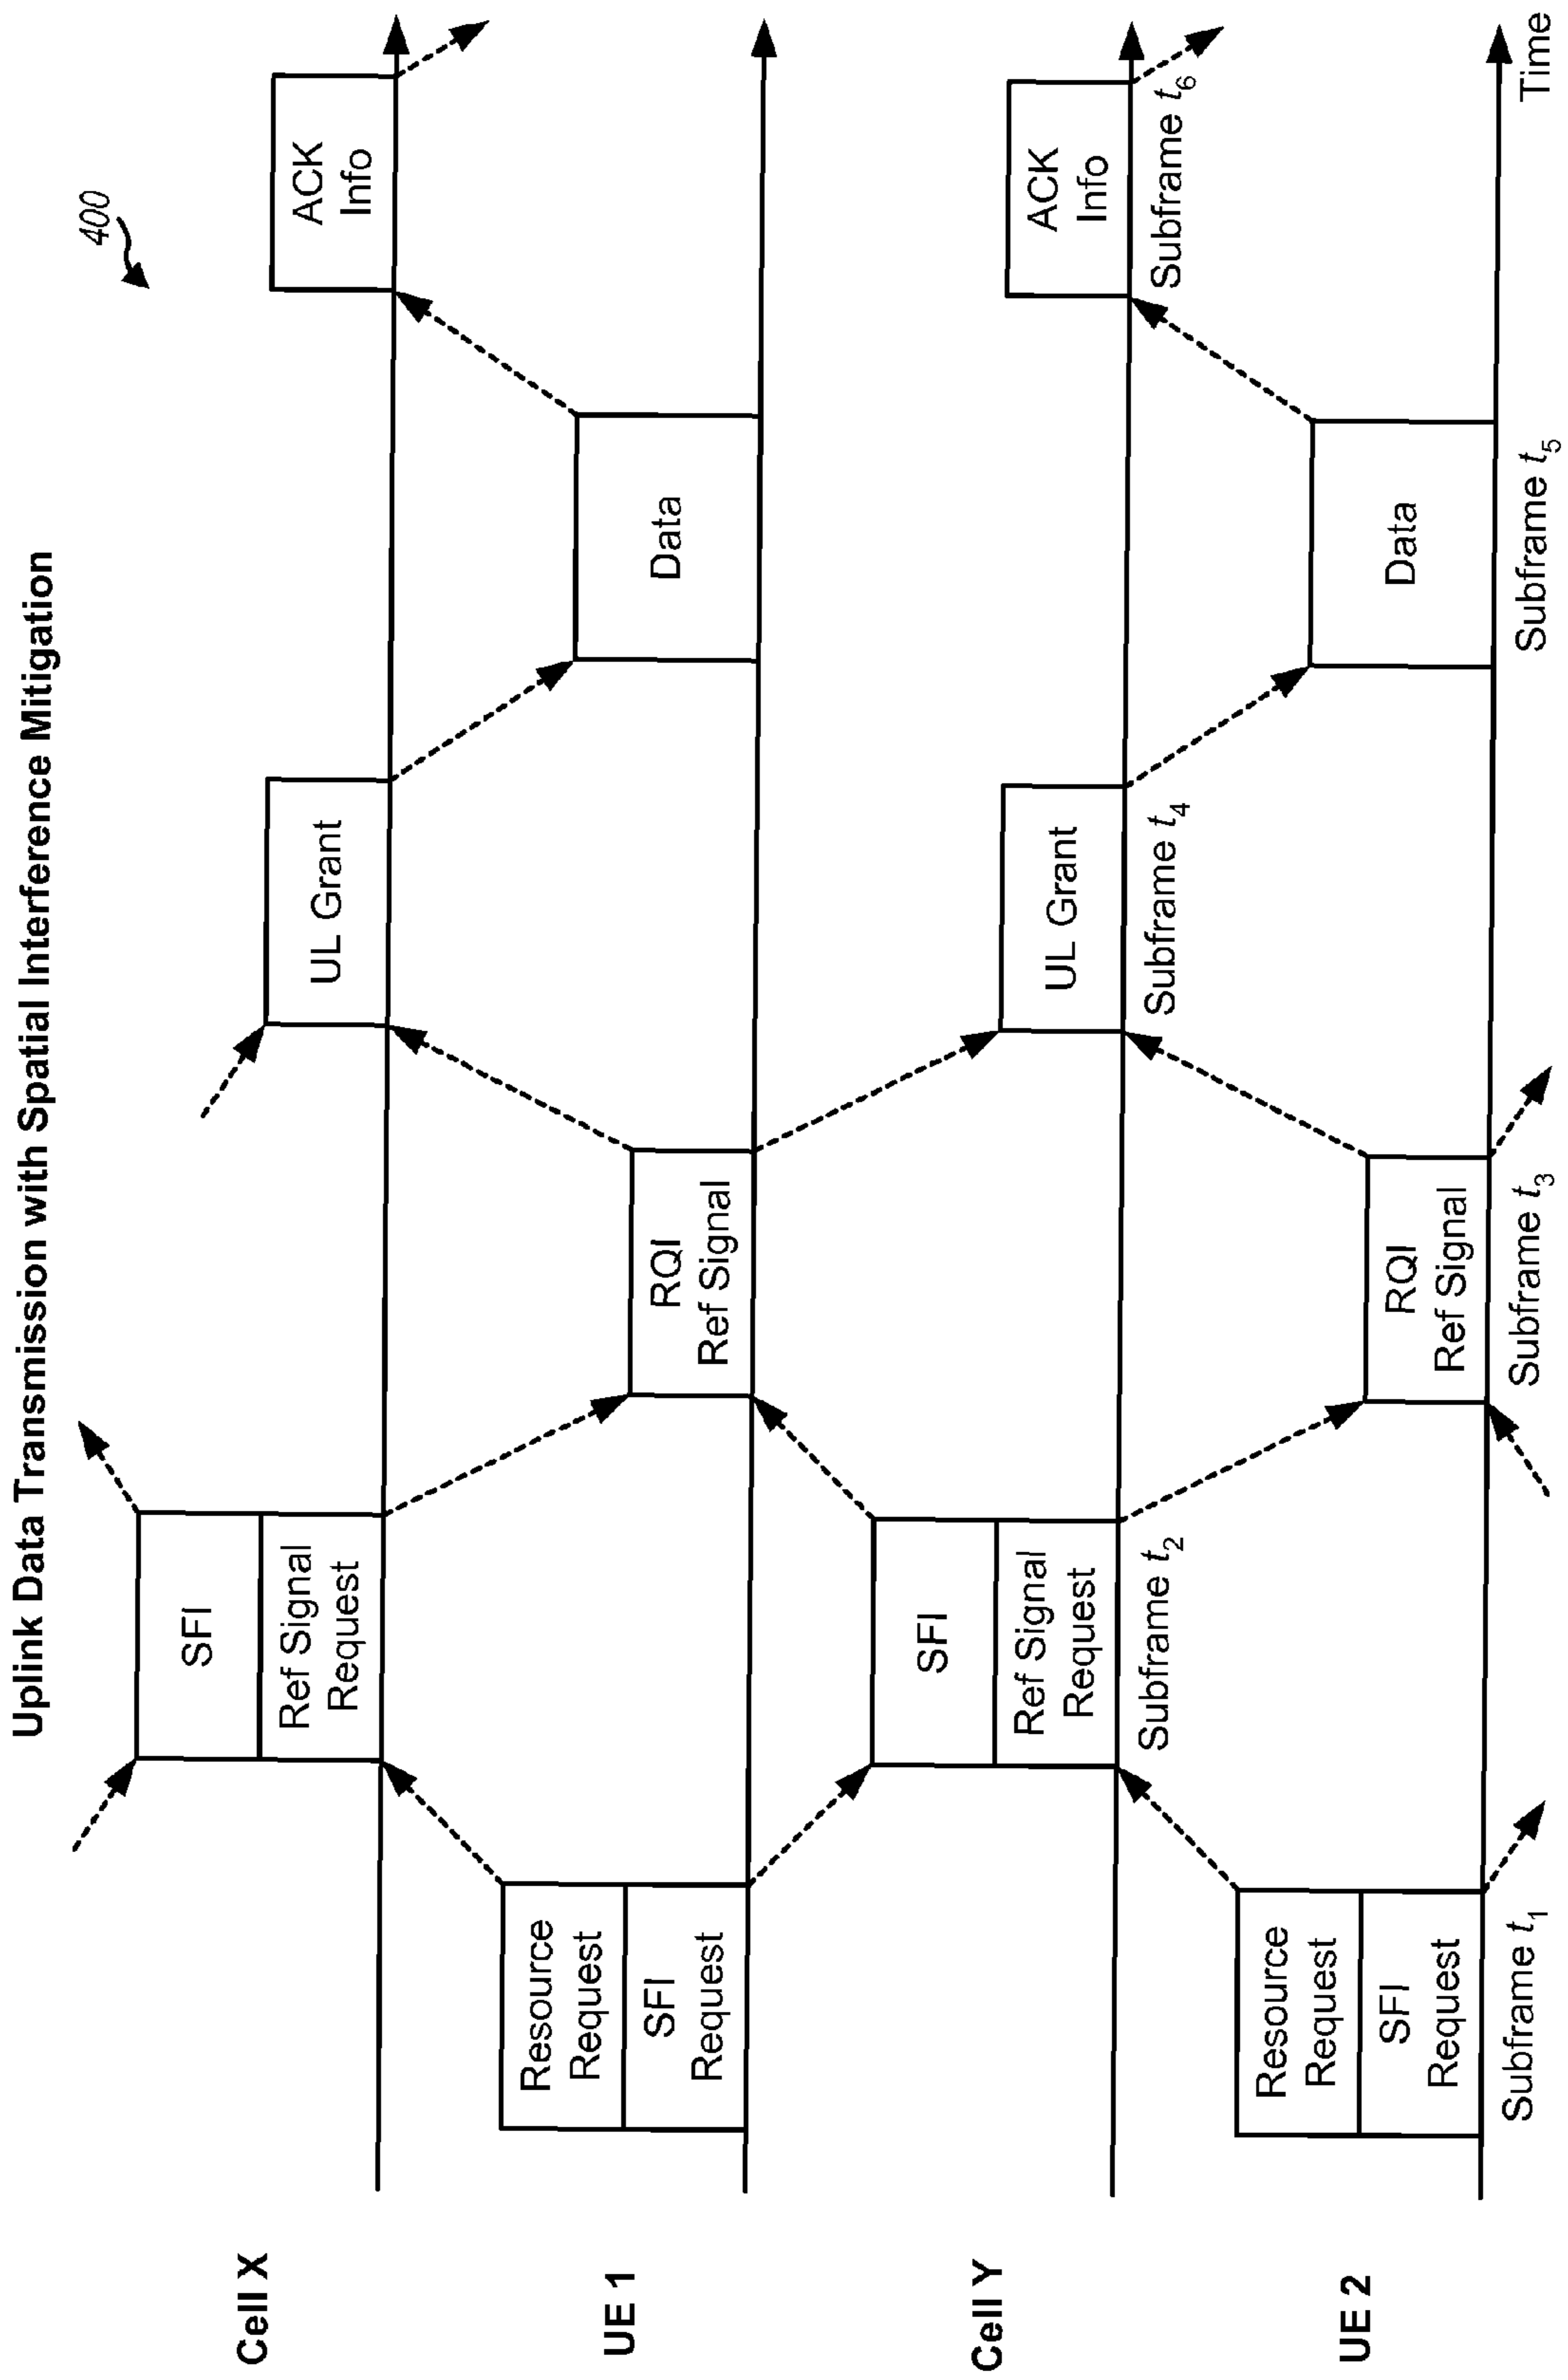 Uplink Data Transmission with Spatial Interference Mitigation
400
Cell X
SFI
Ref Signal
Request
UL Grant
ACK
Info
UE 1
Resource
Request
SFI
Request
RQI
Ref Signal
Data
Cell Y
SFI
Ref Signal
Request
UL Grant
ACK
Info
Subframe t2
Subframe t4
Subframe t6
UE 2
Resource
Request
SFI
Request
RQI
Ref Signal
Data
Subframe t1
Subframe t3
Subframe t5
Time